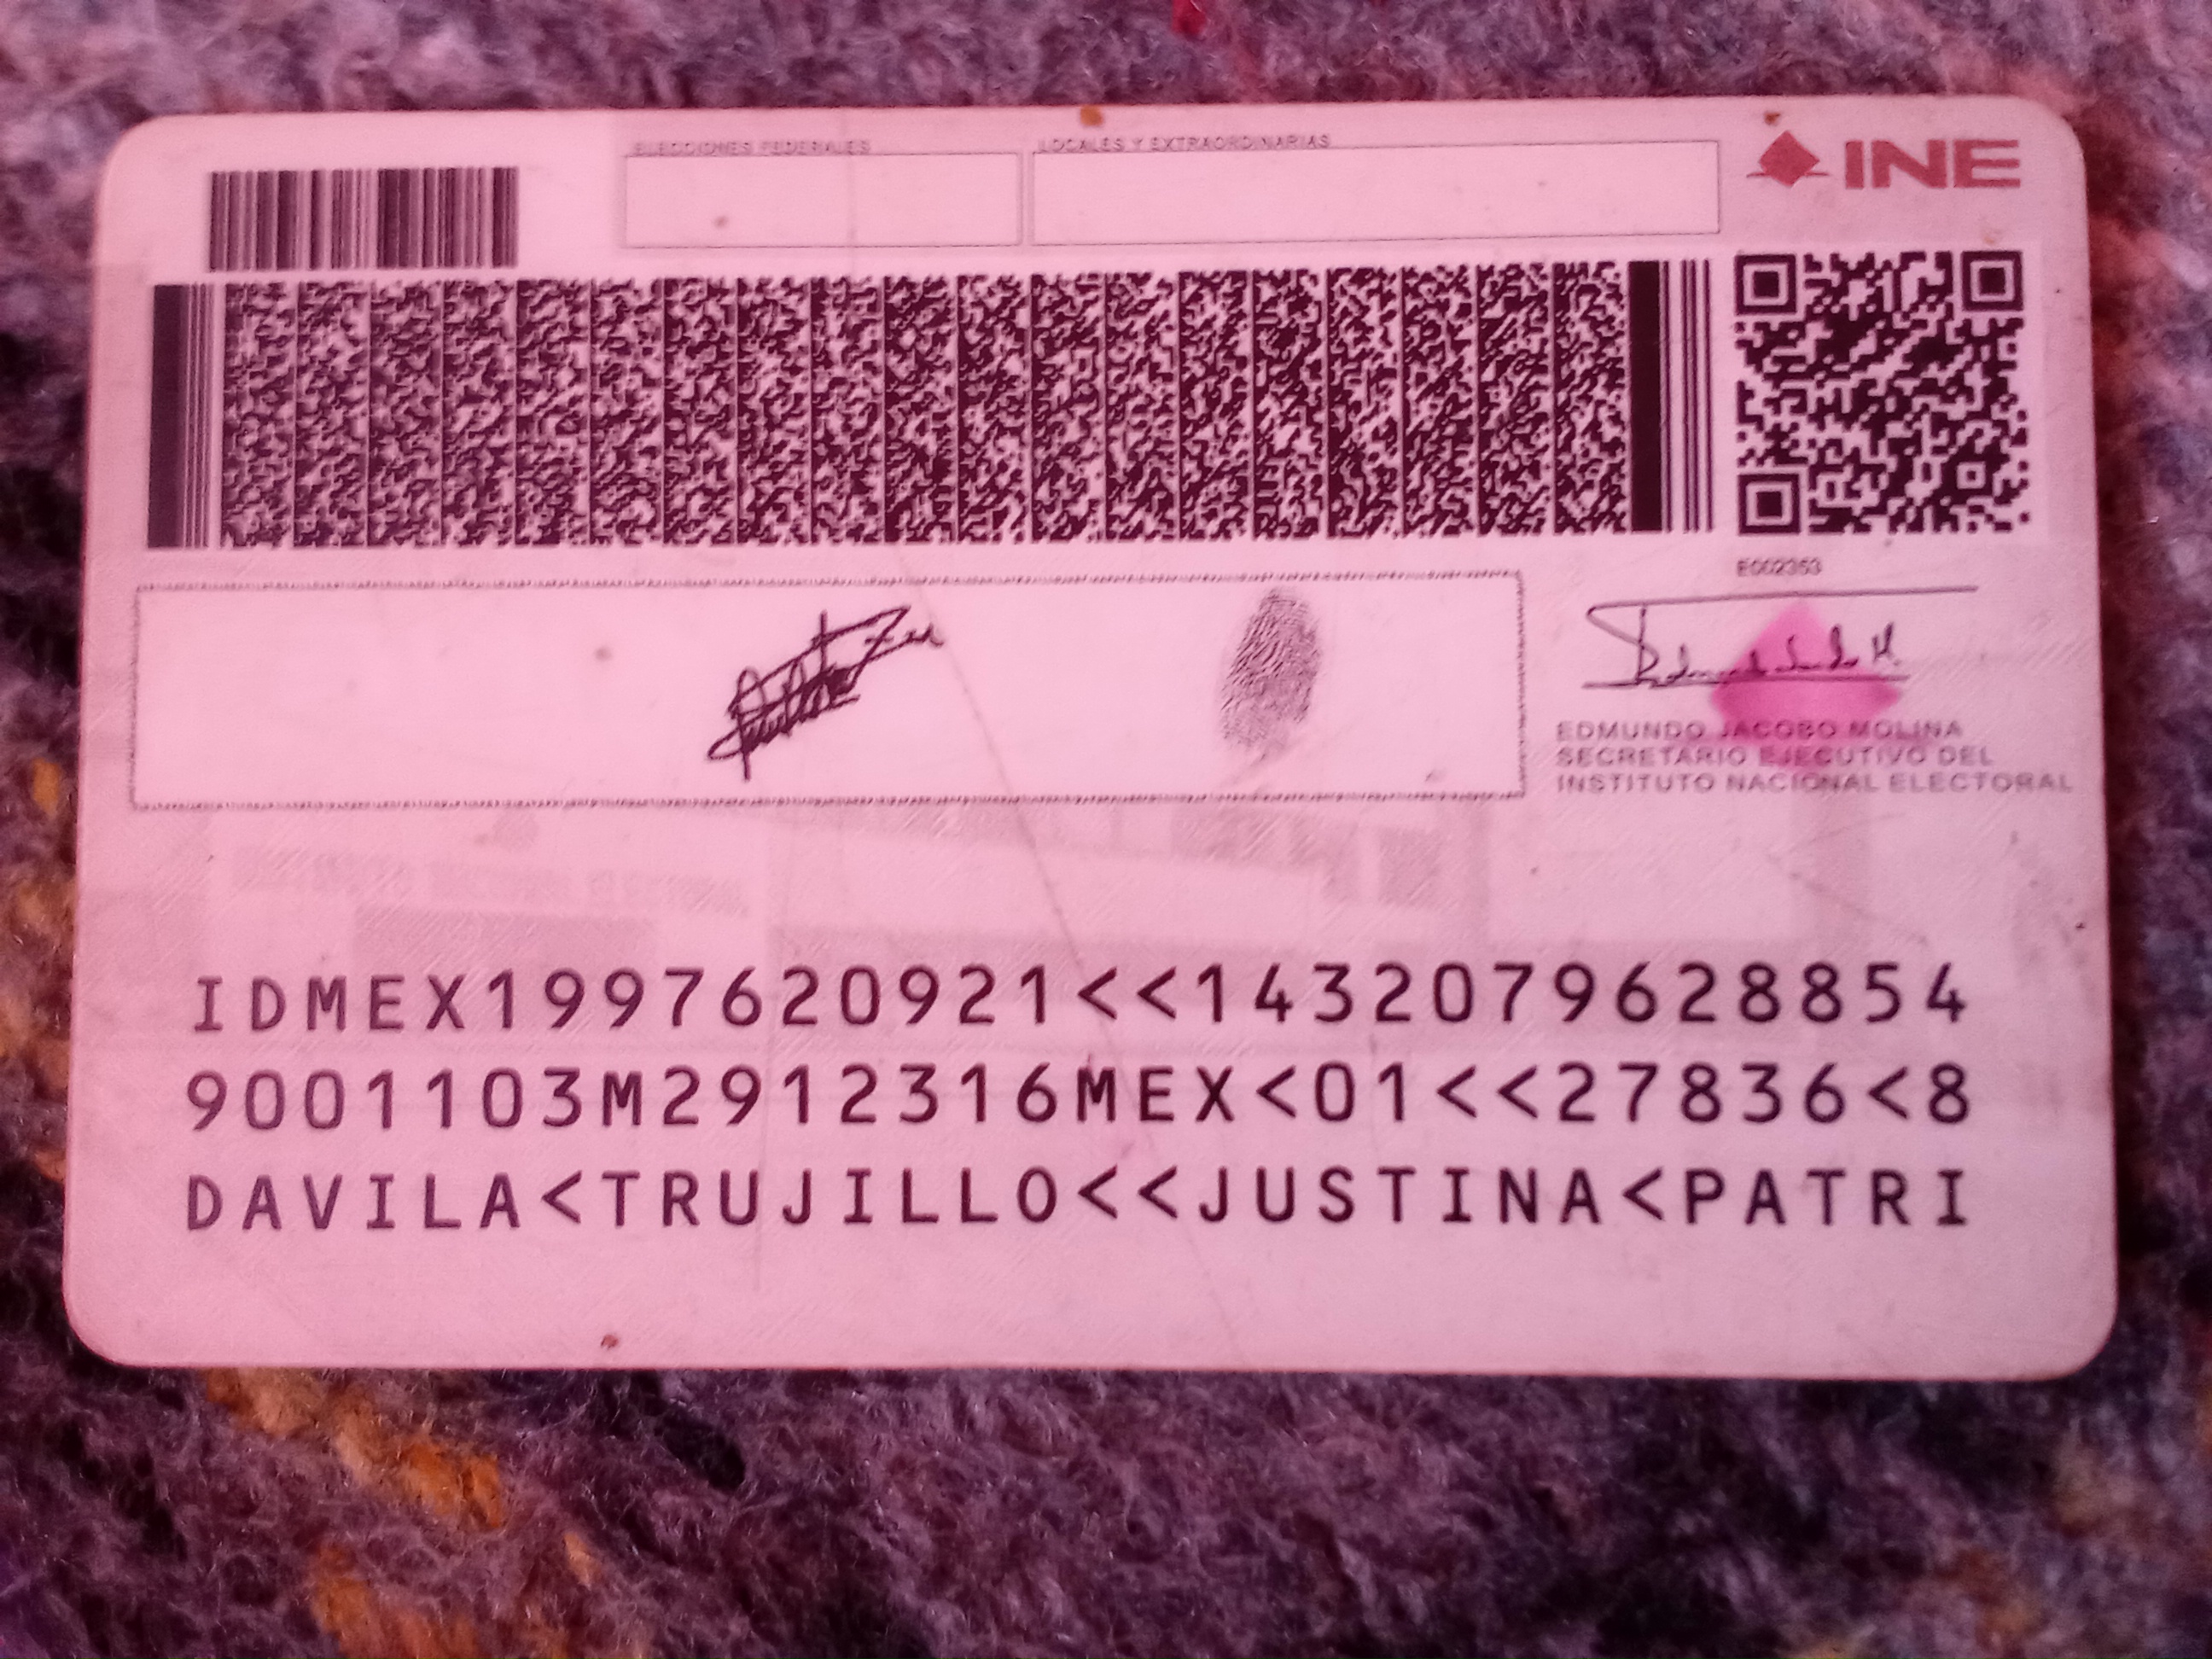 ELECCIONES FEDERALES
LOCALES Y EXTRAORDINARIAS
INE
E002353
EDMUNDO JACOBO MOLINA
SECRETARIO EJECUTIVO DEL
INSTITUTO NACIONAL ELECTORAL
IDMEX1997620921<<1432079628854
9001103M2912316MEX<01<<27836<8
DAVILA<TRUJILLO<<JUSTINA<PATRI